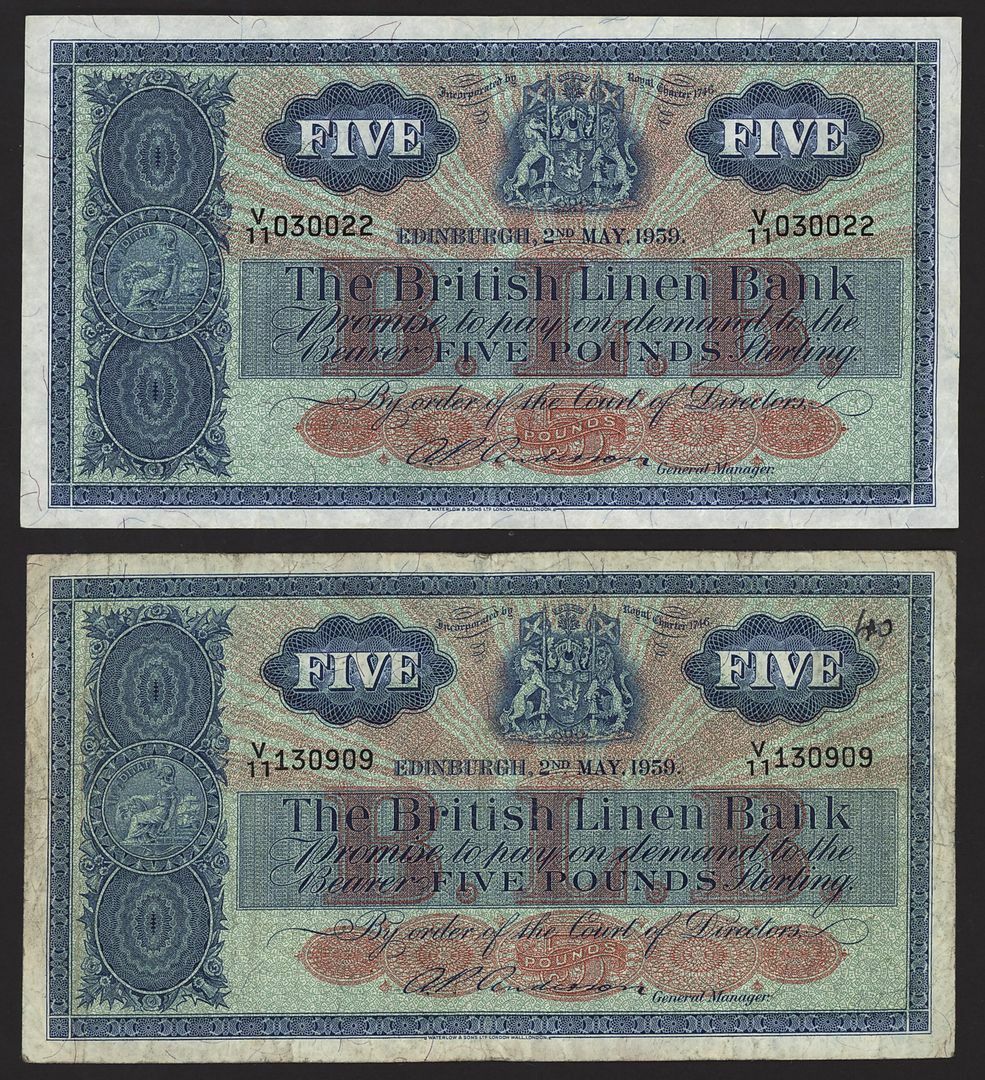 Incorporated by Royal Charter 1746
FIVE FIVE
V/11 030022 V/11 030022
EDINBURGH, 2ND MAY, 1959.
B.L.B.
The British Linen Bank
Promise to pay on demand to the
Bearer FIVE POUNDS Sterling.
By order of the Court of Directors,
5 POUNDS
A P Anderson
General Manager.
WATERLOW & SONS LTD LONDON WALL, LONDON.
Incorporated by Royal Charter 1746
FIVE FIVE
40
V/11 130909 V/11 130909
EDINBURGH, 2ND MAY, 1959.
B.L.B.
The British Linen Bank
Promise to pay on demand to the
Bearer FIVE POUNDS Sterling.
By order of the Court of Directors,
5 POUNDS
A P Anderson
General Manager.
WATERLOW & SONS LTD LONDON WALL, LONDON.